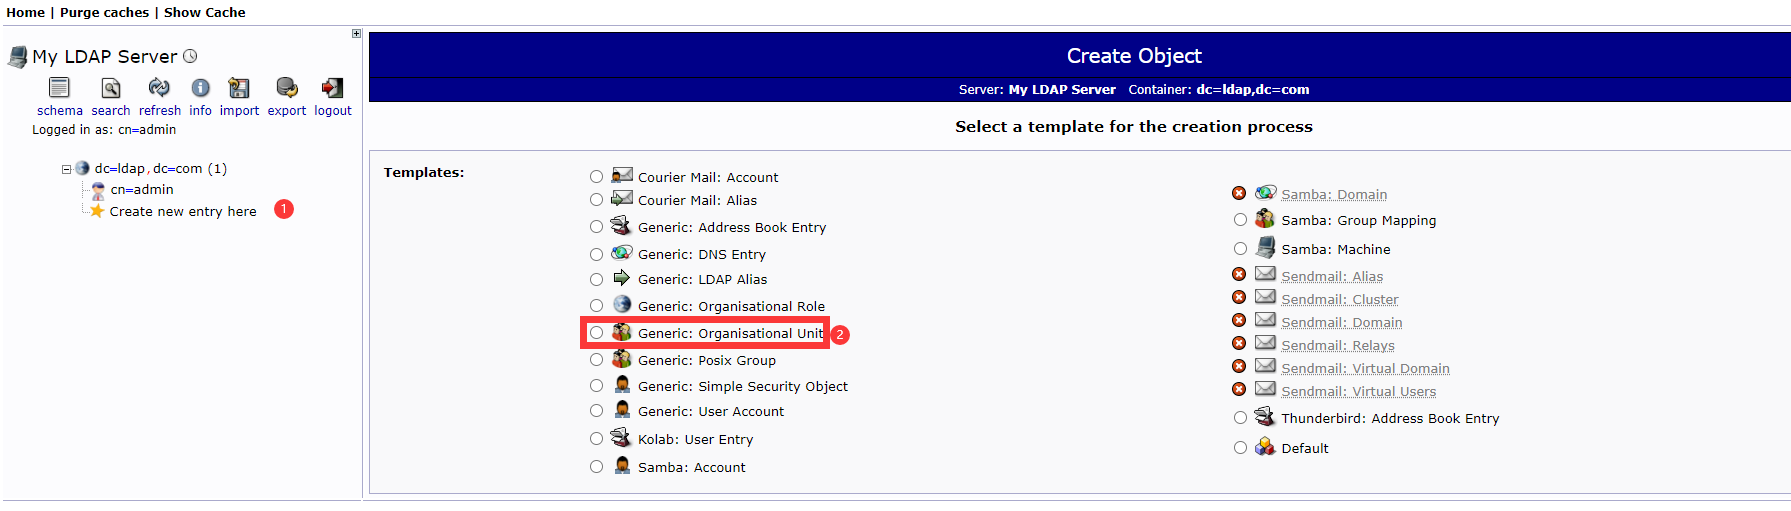 Home | Purge caches | Show Cache
My LDAP Server
schema search refresh info import export logout
Logged in as: cn=admin
dc=ldap,dc=com (1)
cn=admin
Create new entry here 1
Create Object
Server: My LDAP Server Container: dc=ldap,dc=com
Select a template for the creation process
Templates:
Courier Mail: Account
Courier Mail: Alias
Generic: Address Book Entry
Generic: DNS Entry
Generic: LDAP Alias
Generic: Organisational Role
Generic: Organisational Unit 2
Generic: Posix Group
Generic: Simple Security Object
Generic: User Account
Kolab: User Entry
Samba: Account
Samba: Domain
Samba: Group Mapping
Samba: Machine
Sendmail: Alias
Sendmail: Cluster
Sendmail: Domain
Sendmail: Relays
Sendmail: Virtual Domain
Sendmail: Virtual Users
Thunderbird: Address Book Entry
Default